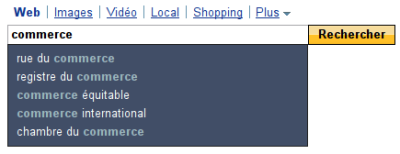 Web | Images | Vidéo | Local | Shopping | Plus
commerce Rechercher
rue du commerce
registre du commerce
commerce équitable
commerce international
chambre du commerce